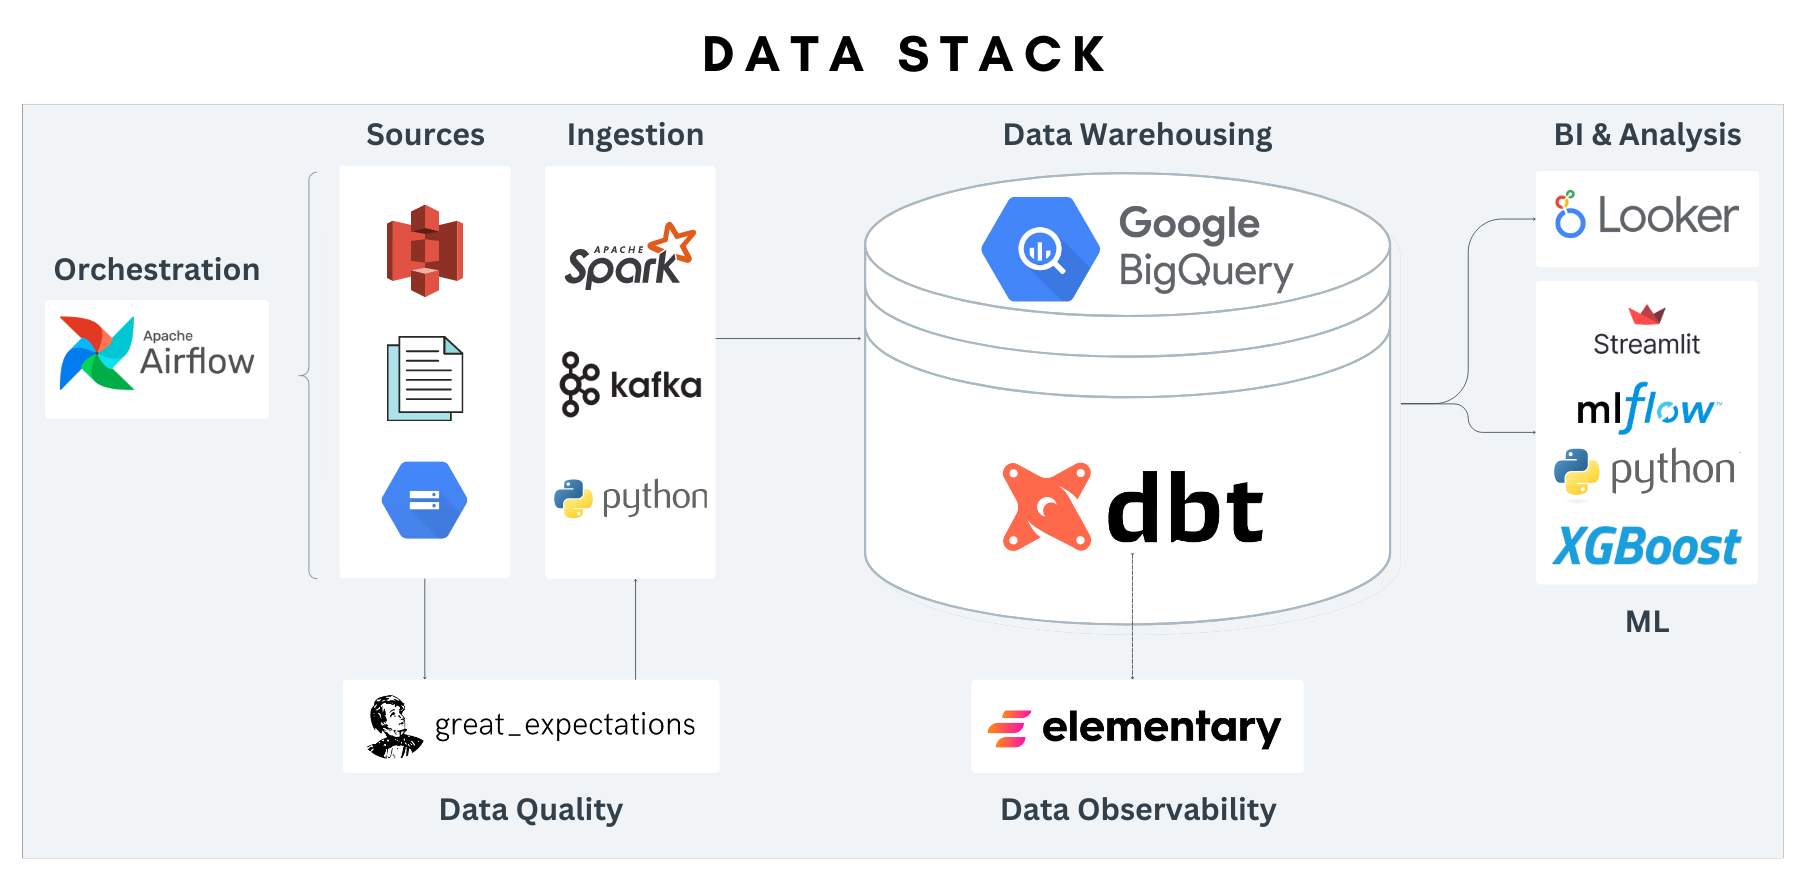 DATA STACK
Sources
Ingestion
Data Warehousing
BI & Analysis
Orchestration
Apache
Airflow
APACHE
Spark
kafka
python
Google
BigQuery
dbt
Looker
Streamlit
mlflow™
python
XGBoost
ML
great_expectations
Data Quality
elementary
Data Observability